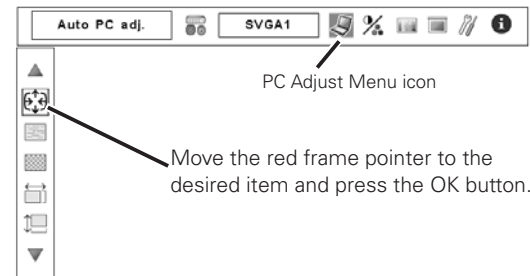 Auto PC adj.
SVGA1
PC Adjust Menu icon
Move the red frame pointer to the
desired item and press the OK button.